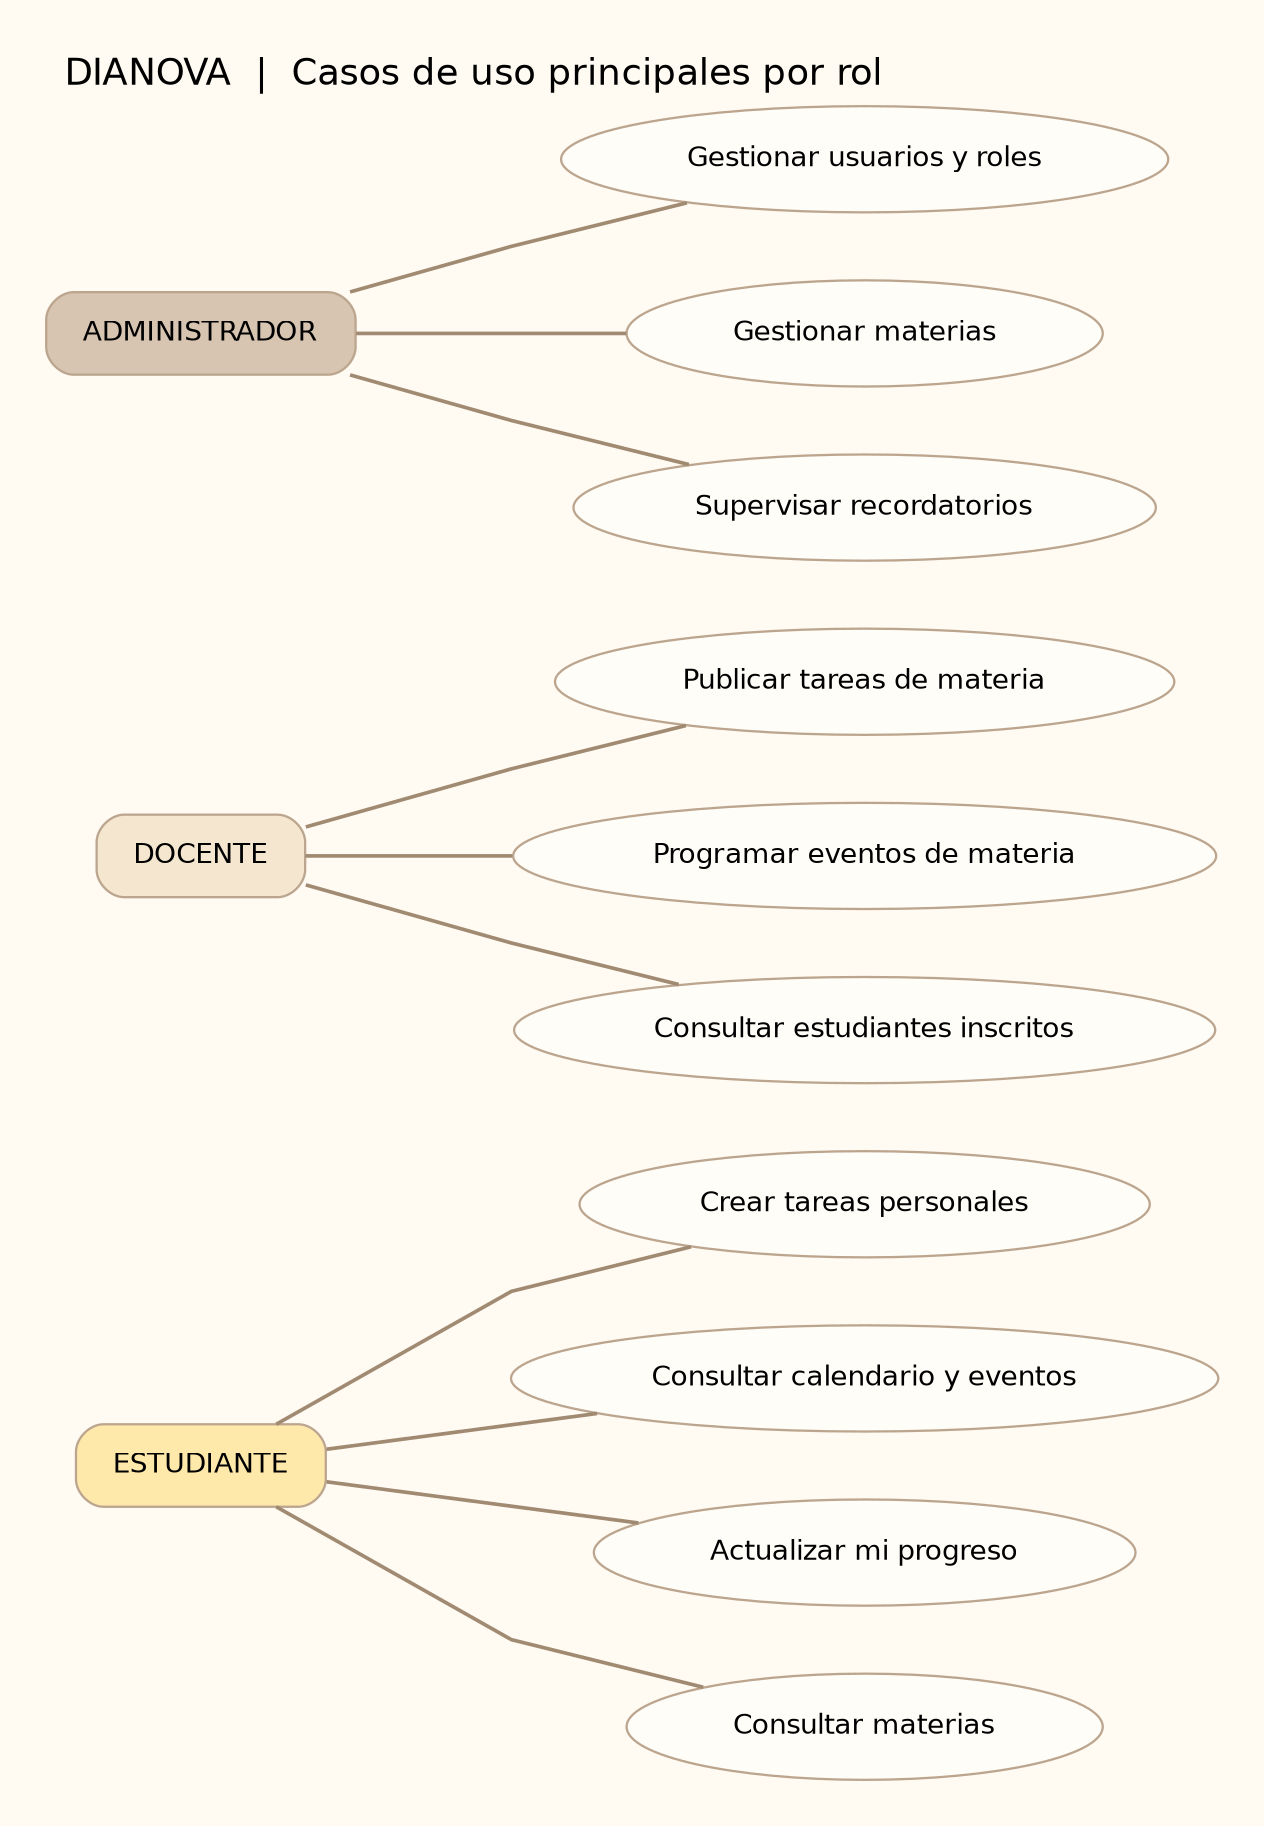 DIANOVA | Casos de uso principales por rol
Gestionar usuarios y roles
ADMINISTRADOR
Gestionar materias
Supervisar recordatorios
Publicar tareas de materia
DOCENTE
Programar eventos de materia
Consultar estudiantes inscritos
Crear tareas personales
Consultar calendario y eventos
ESTUDIANTE
Actualizar mi progreso
Consultar materias